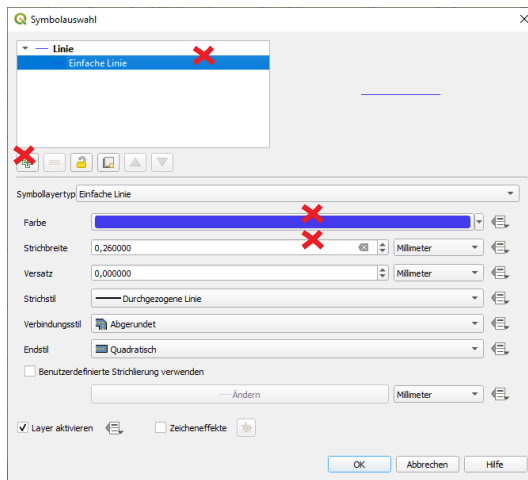 Symbolauswahl
Linie
Einfache Linie
Symbollayertyp Einfache Linie
Farbe
Strichbreite 0,260000 Millimeter
Versatz 0,000000 Millimeter
Strichstil Durchgezogene Linie
Verbindungsstil Abgerundet
Endstil Quadratisch
Benutzerdefinierte Strichlierung verwenden
Ändern Millimeter
Layer aktivieren Zeicheneffekte
OK Abbrechen Hilfe